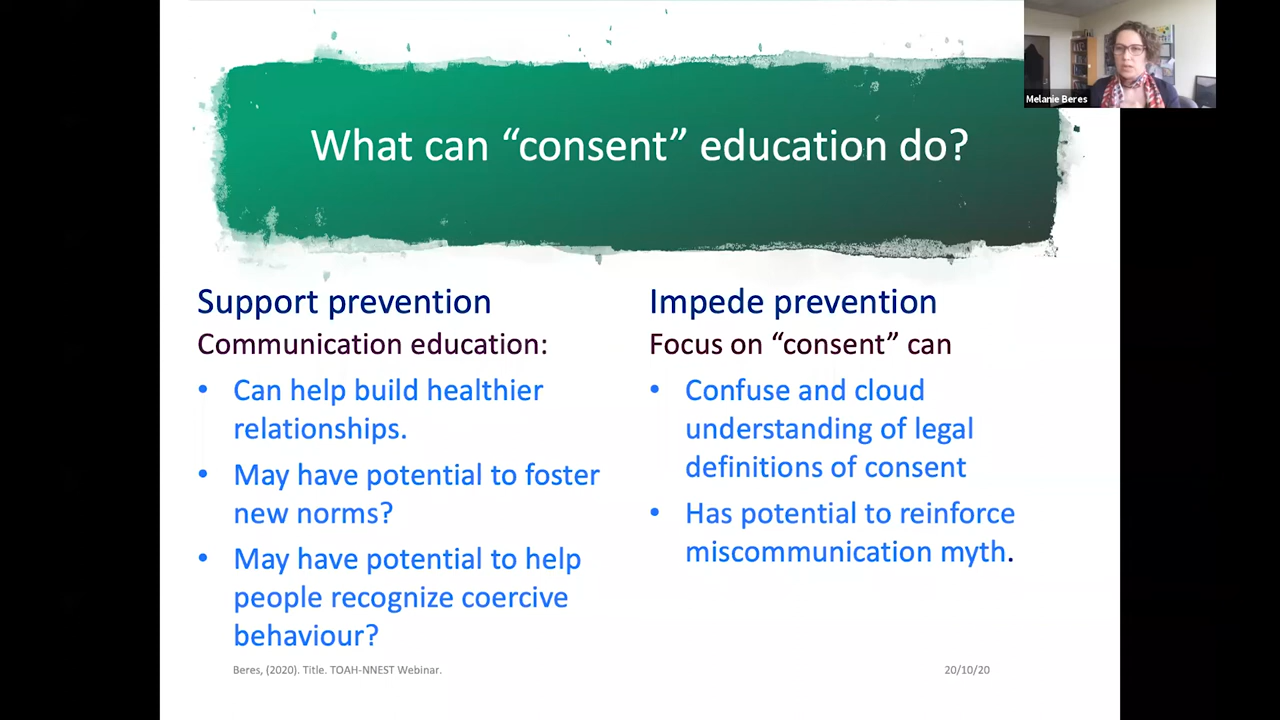 Melanie Beres
What can “consent” education do?
Support prevention
Communication education:
• Can help build healthier
relationships.
• May have potential to foster
new norms?
• May have potential to help
people recognize coercive
behaviour?
Impede prevention
Focus on “consent” can
• Confuse and cloud
understanding of legal
definitions of consent
• Has potential to reinforce
miscommunication myth.
Beres, (2020). Title. TOAH-NNEST Webinar.
20/10/20